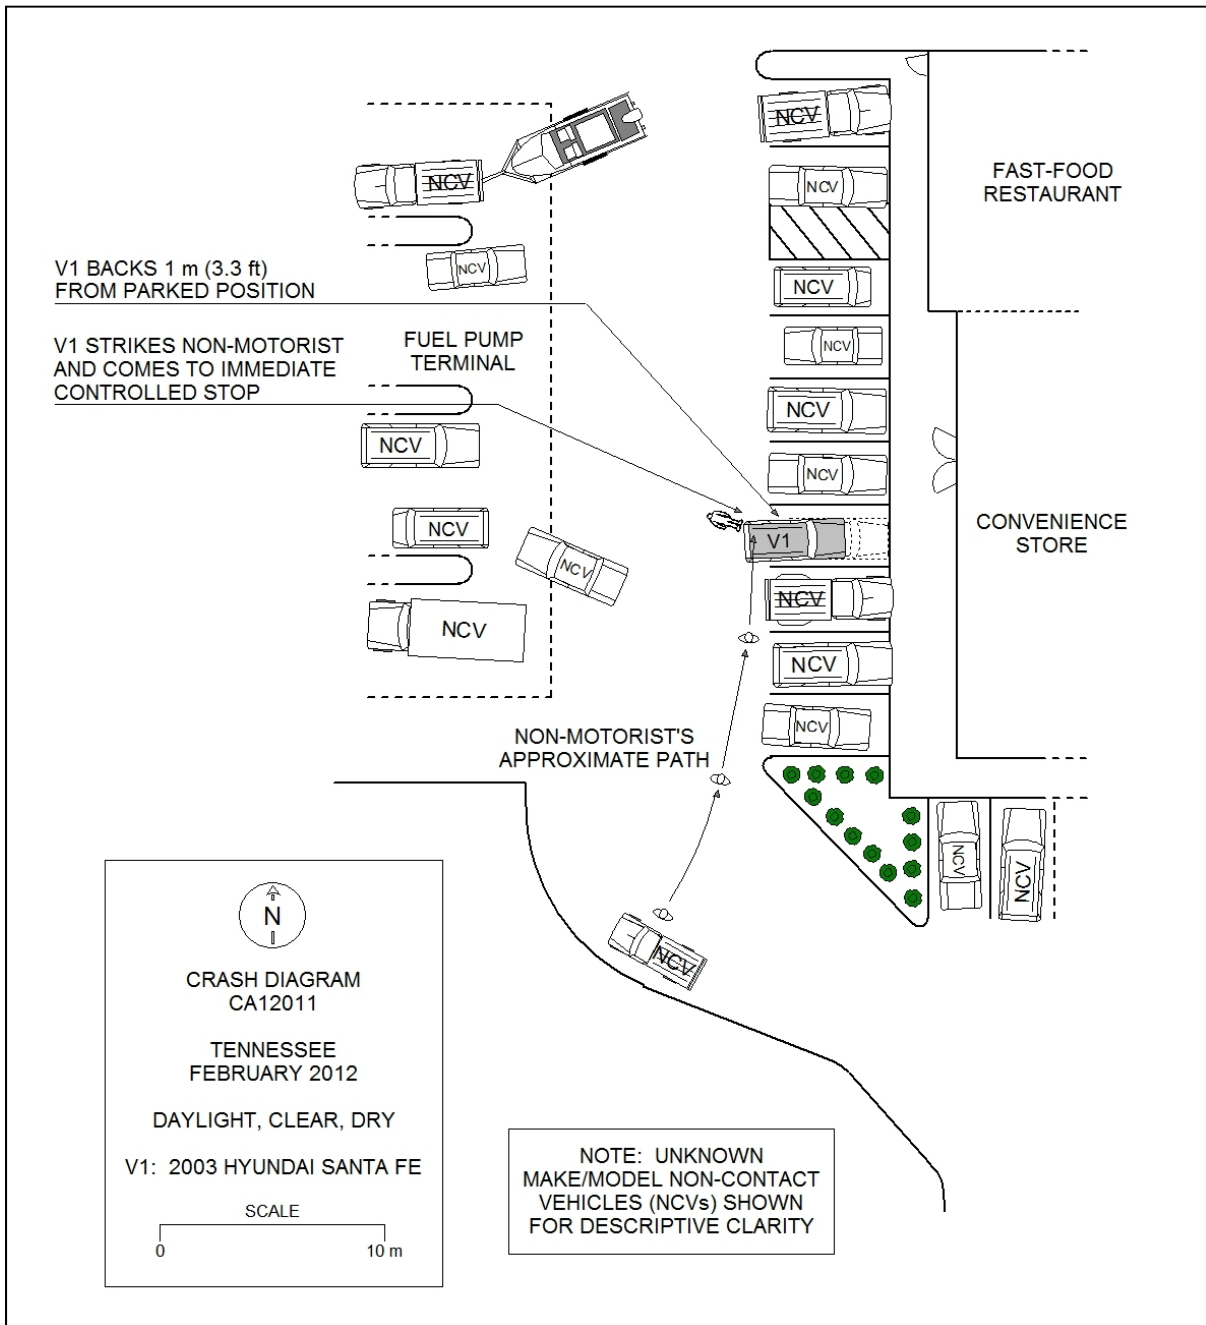 NCV
NCV
NCV
FAST-FOOD
RESTAURANT
NCV
V1 BACKS 1 m (3.3 ft)
FROM PARKED POSITION
NCV
NCV
V1 STRIKES NON-MOTORIST
AND COMES TO IMMEDIATE
CONTROLLED STOP
FUEL PUMP
TERMINAL
NCV
NCV
NCV
NCV
NCV
V1
CONVENIENCE
STORE
NCV
NCV
NCV
NCV
NCV
NON-MOTORIST'S
APPROXIMATE PATH
NCV
NCV
NCV
N
CRASH DIAGRAM
CA12011
TENNESSEE
FEBRUARY 2012
DAYLIGHT, CLEAR, DRY
V1: 2003 HYUNDAI SANTA FE
SCALE
0 10 m
NOTE: UNKNOWN
MAKE/MODEL NON-CONTACT
VEHICLES (NCVs) SHOWN
FOR DESCRIPTIVE CLARITY